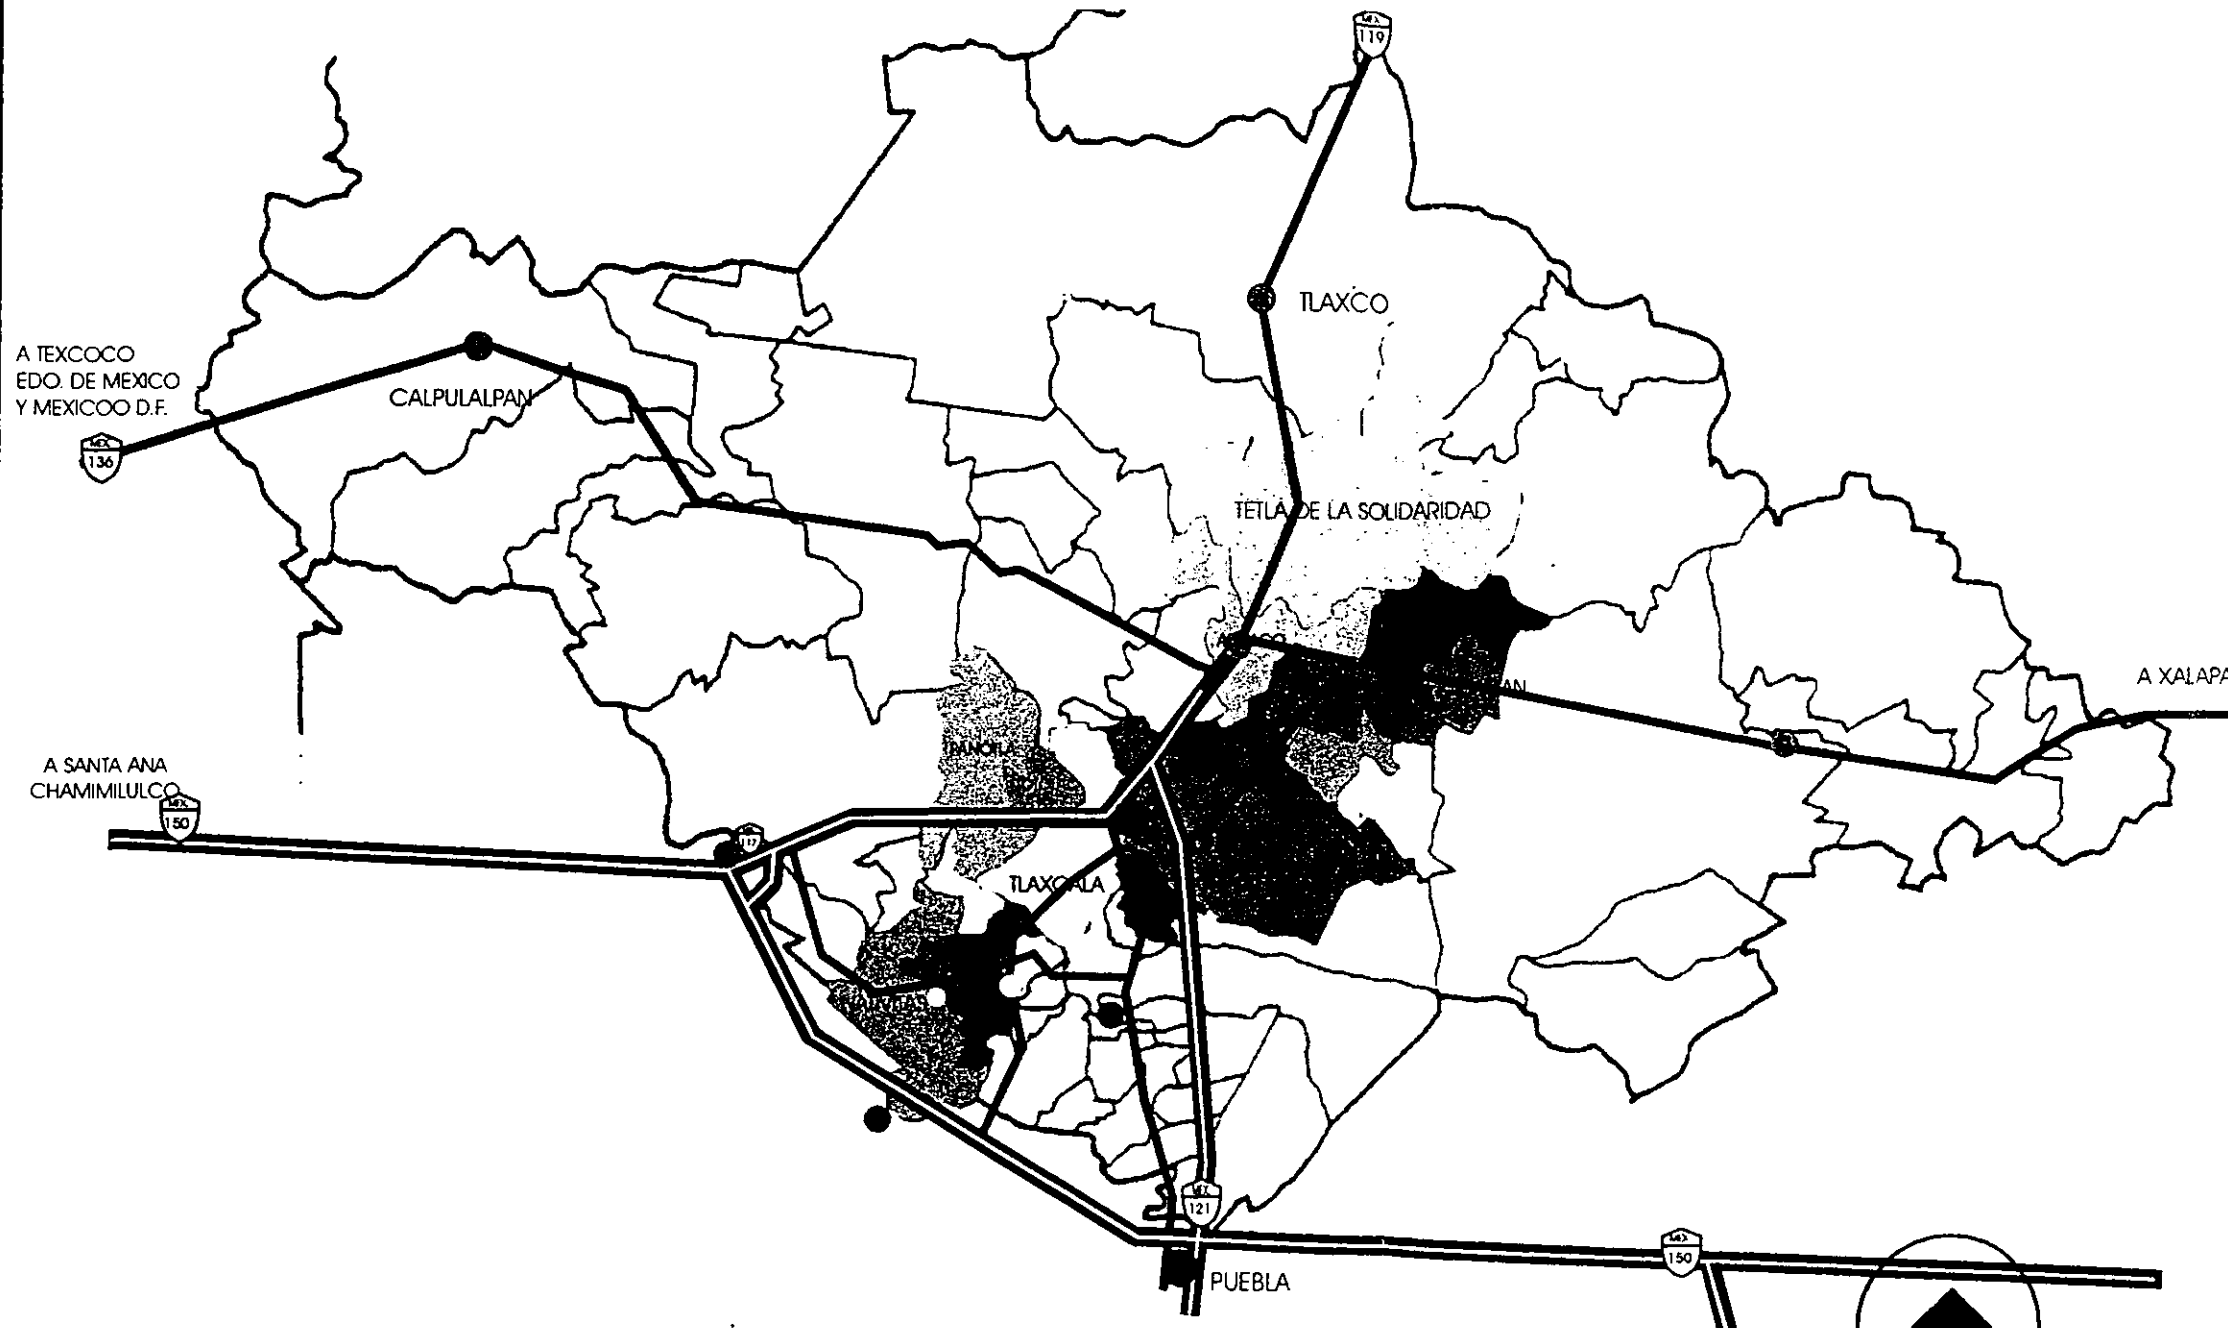 MEX
119
TLAXCO
A TEXCOCO
EDO. DE MEXICO
Y MEXICOO D.F.
CALPULALPAN
MEX
136
TETLA DE LA SOLIDARIDAD
A XALAPA
A SANTA ANA
CHAMIMILULCO
MEX
150
117
TLAXCALA
MEX
121
MEX
150
PUEBLA